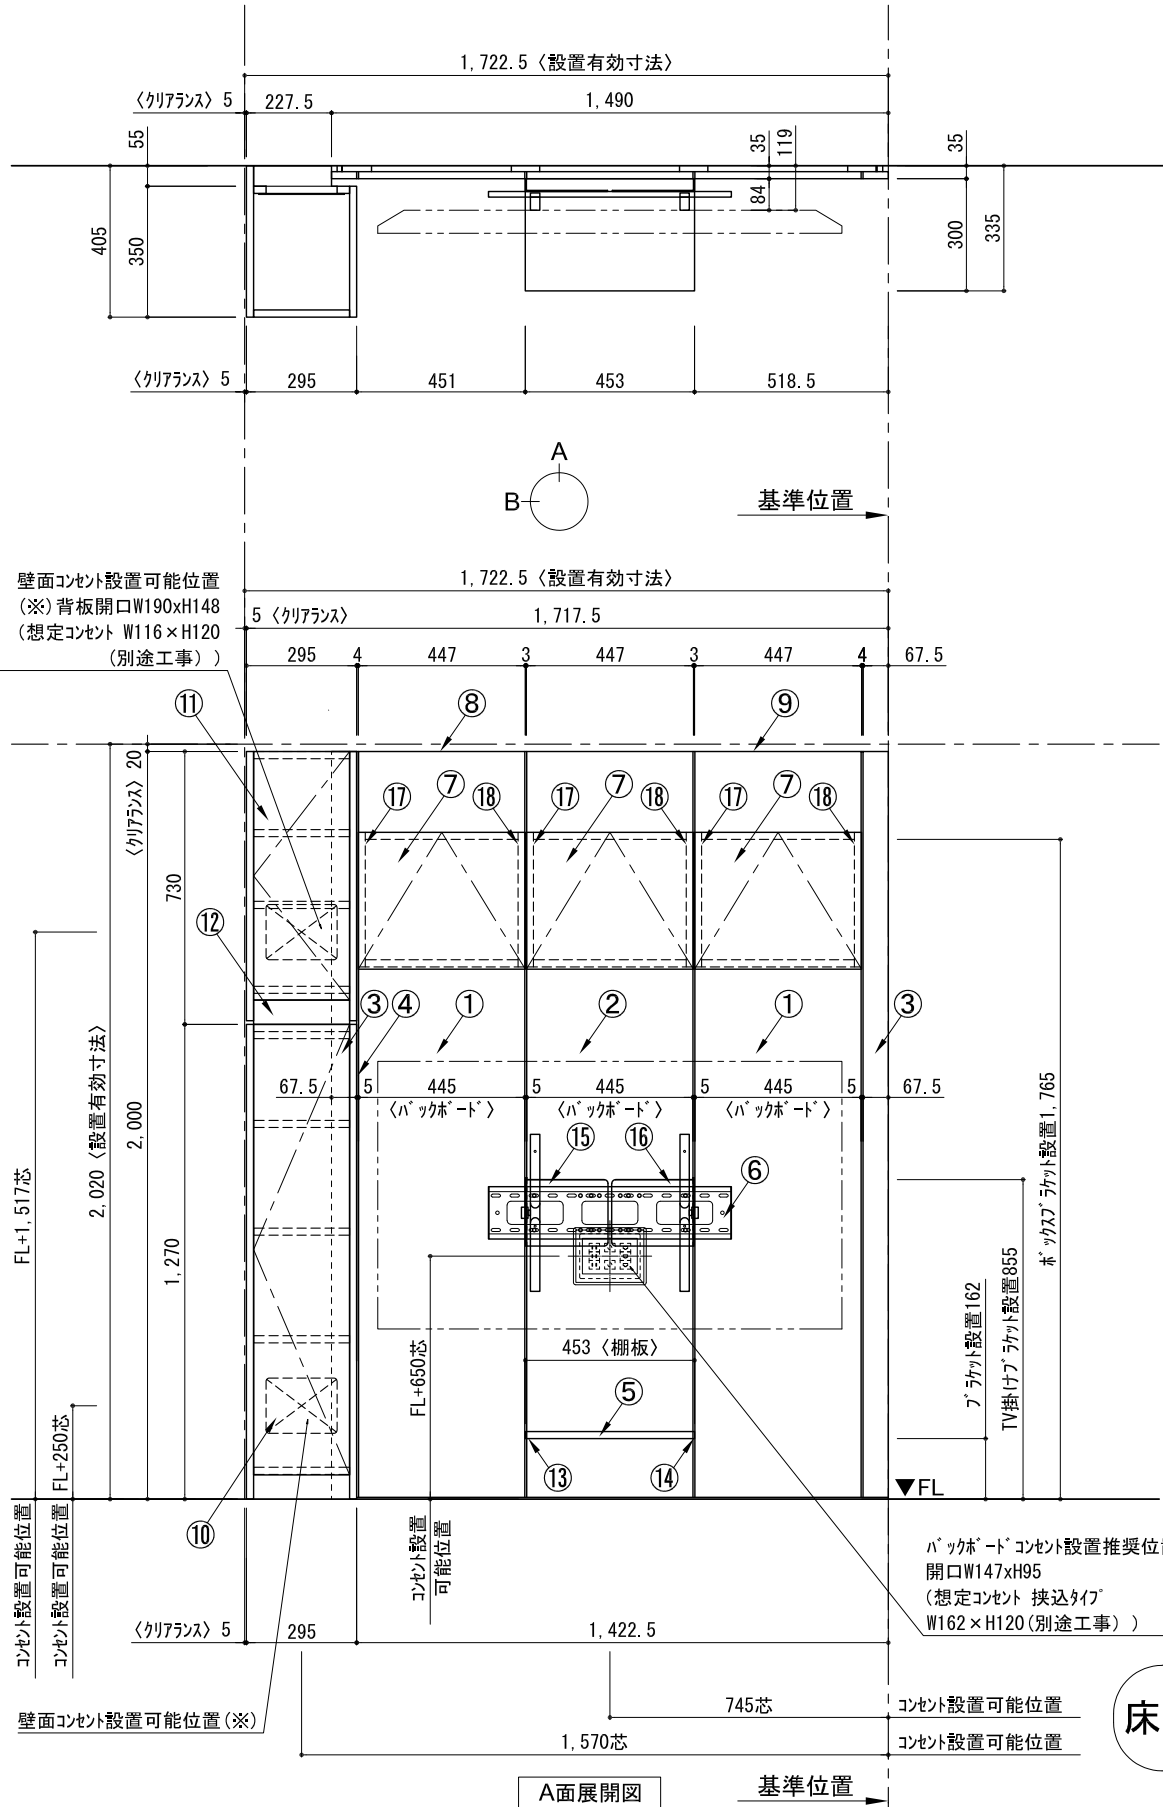 1,722.5〈設置有効寸法〉
〈クリアランス〉5
227.5
1,490
55
35
119
35
84
405
350
300
335
〈クリアランス〉5
295
451
453
518.5
A
B
基準位置
壁面コンセント設置可能位置
(※)背板開口W190xH148
(想定コンセント W116×H120
(別途工事))
1,722.5〈設置有効寸法〉
5〈クリアランス〉
1,717.5
295
4
447
3
447
3
447
4
67.5
⑪
⑧
⑨
〈クリアランス〉20
⑰
⑦
⑱
⑰
⑦
⑱
⑰
⑦
⑱
730
⑫
③
④
①
②
①
③
67.5
5
445
5
445
5
445
5
67.5
〈バックボード〉
〈バックボード〉
〈バックボード〉
⑮
⑯
⑥
FL+1,517芯
2,020〈設置有効寸法〉
2,000
1,270
ボックスブラケット設置1,765
TV掛けブラケット設置855
ブラケット設置162
FL+650芯
453〈棚板〉
⑤
⑬
⑭
FL+250芯
▼FL
⑩
コンセント設置可能位置
コンセント設置可能位置
コンセント設置
可能位置
バックボードコンセント設置推奨位
開口W147xH95
(想定コンセント 挟込タイプ
W162×H120(別途工事))
〈クリアランス〉5
295
1,422.5
745芯
コンセント設置可能位置
壁面コンセント設置可能位置(※)
1,570芯
コンセント設置可能位置
床
A面展開図
基準位置